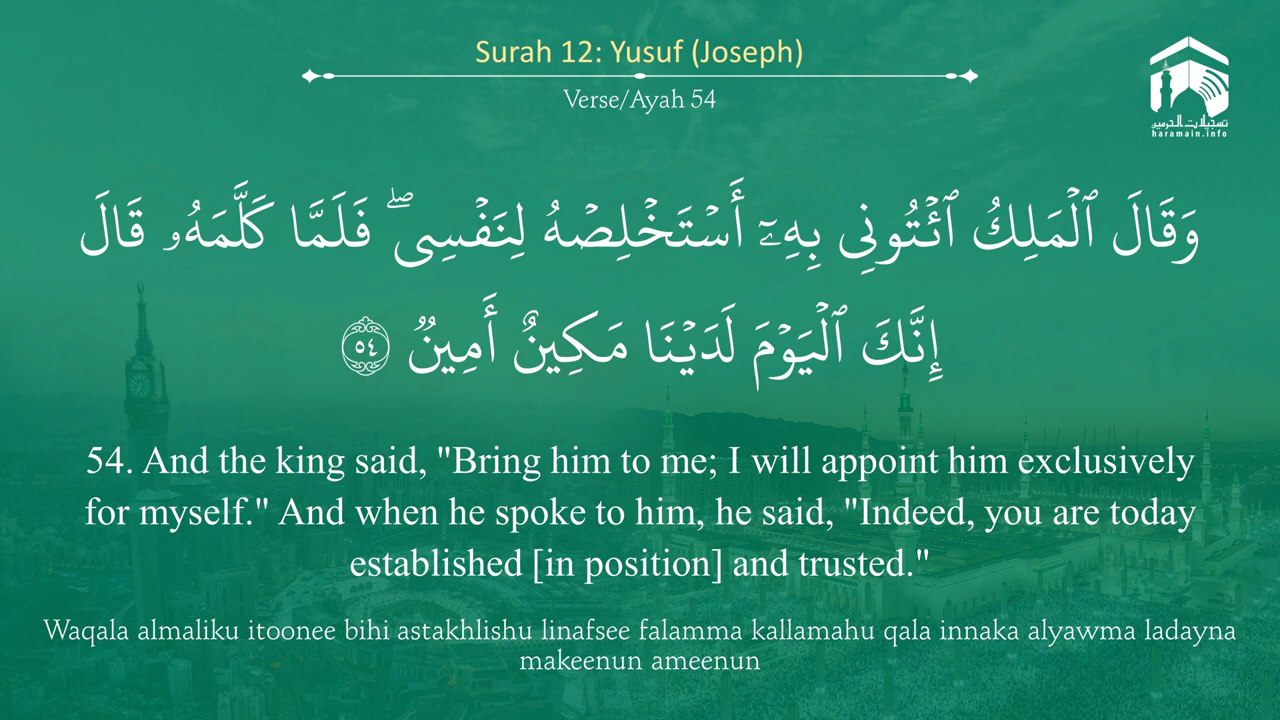 Surah 12: Yusuf (Joseph)
Verse/Ayah 54
تسجيلات الحرمين
haramain.info
وَقَالَ ٱلْمَلِكُ ٱئْتُونِى بِهِۦٓ أَسْتَخْلِصْهُ لِنَفْسِى ۖ فَلَمَّا كَلَّمَهُۥ قَالَ
إِنَّكَ ٱلْيَوْمَ لَدَيْنَا مَكِينٌ أَمِينٌ ٥٤
54. And the king said, "Bring him to me; I will appoint him exclusively
for myself." And when he spoke to him, he said, "Indeed, you are today
established [in position] and trusted."
Waqala almaliku itoonee bihi astakhlishu linafsee falamma kallamahu qala innaka alyawma ladayna
makeenun ameenun